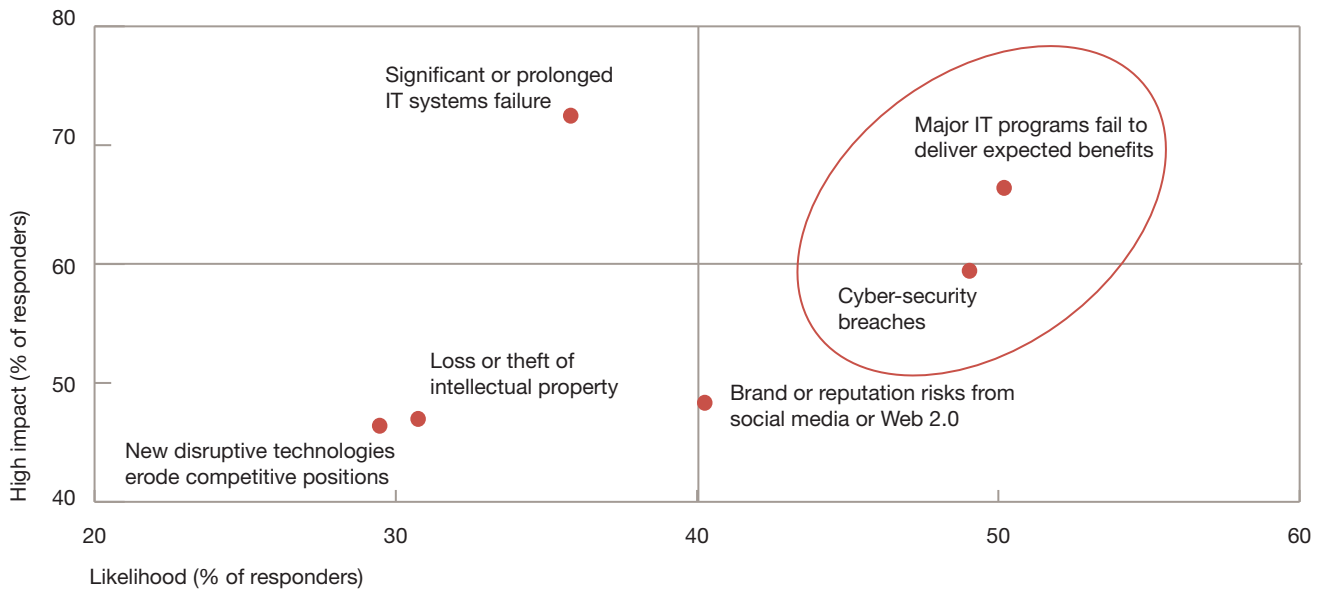 80
Significant or prolonged
IT systems failure
Major IT programs fail to
deliver expected benefits
70
High impact (% of responders)
60
Cyber-security
breaches
Loss or theft of
intellectual property
50
Brand or reputation risks from
social media or Web 2.0
New disruptive technologies
erode competitive positions
40
20 30 40 50 60
Likelihood (% of responders)